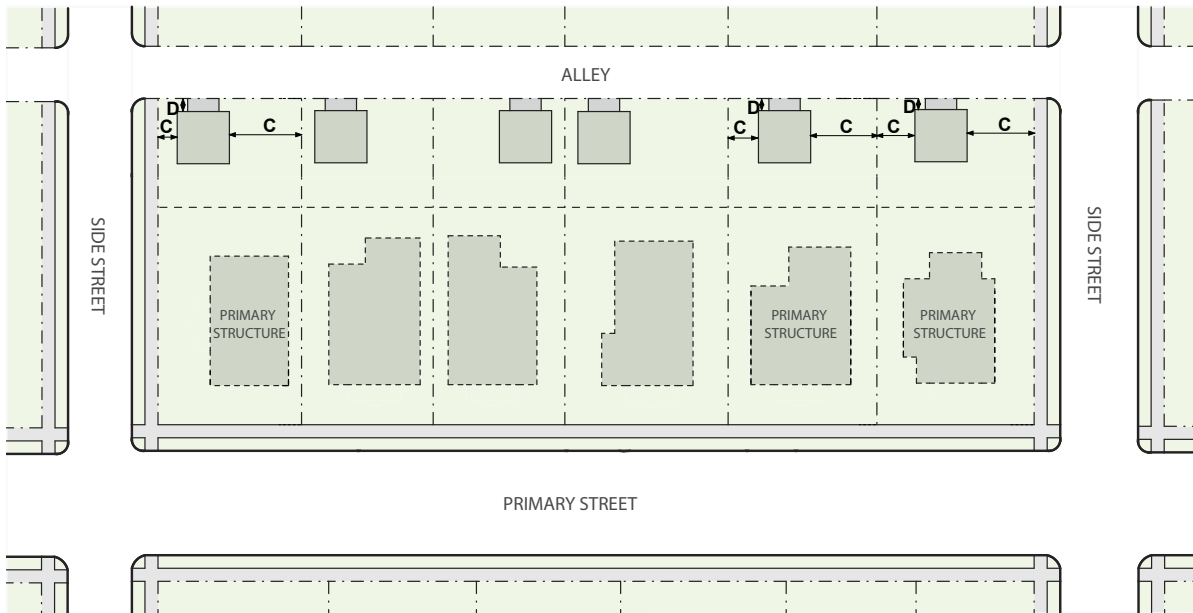 ALLEY
D
C
C
D
C
C
C
D
C
SIDE STREET
SIDE STREET
PRIMARY
STRUCTURE
PRIMARY
STRUCTURE
PRIMARY
STRUCTURE
PRIMARY STREET